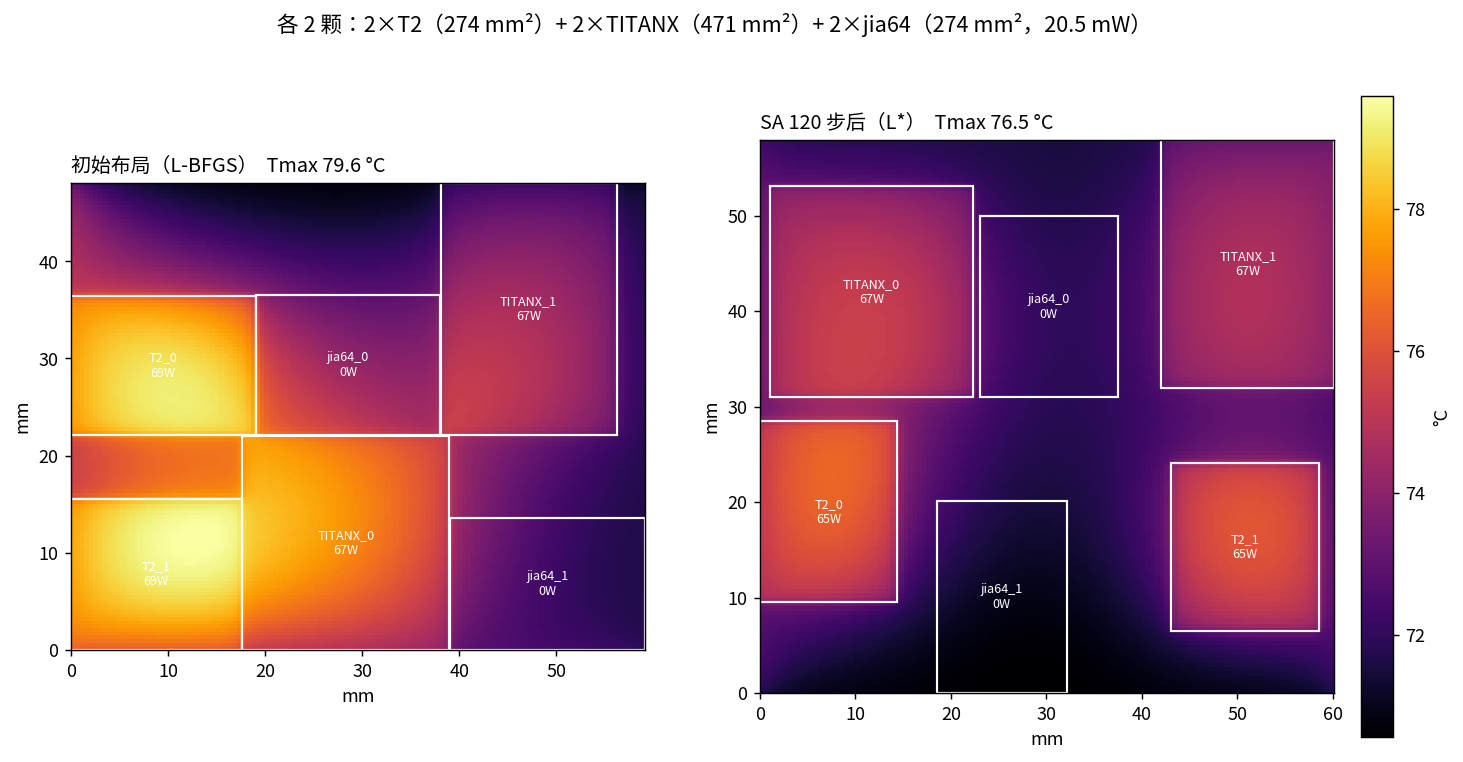 各 2 颗：2×T2（274 mm²）+ 2×TITANX（471 mm²）+ 2×jia64（274 mm²，20.5 mW）
初始布局（L-BFGS） Tmax 79.6 °C
mm
40
30
20
10
0
T2_0
69W
jia64_0
0W
TITANX_1
67W
T2_1
69W
TITANX_0
67W
jia64_1
0W
0 10 20 30 40 50
mm
SA 120 步后（L*） Tmax 76.5 °C
mm
50
40
30
20
10
0
TITANX_0
67W
jia64_0
0W
TITANX_1
67W
T2_0
65W
jia64_1
0W
T2_1
65W
0 10 20 30 40 50 60
mm
78
76
74
72
°C